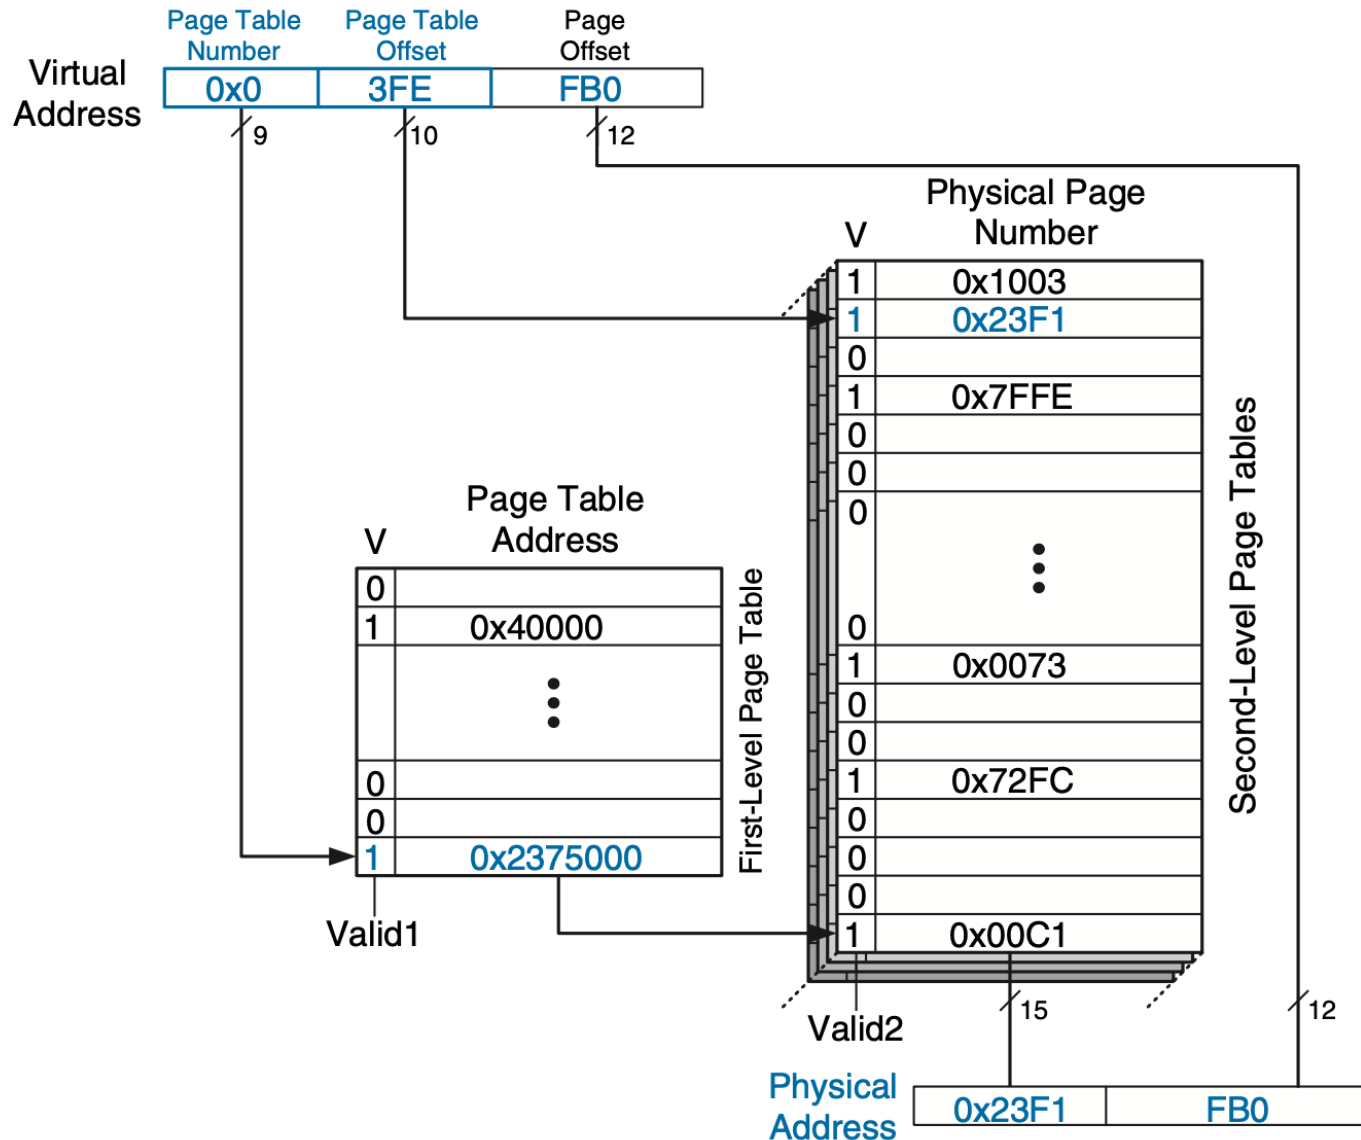 Page Table
Number
Page Table
Offset
Page
Offset
Virtual
Address
0x0 3FE FB0
9 10 12
Physical Page
Number
V
1 0x1003
1 0x23F1
0
1 0x7FFE
0
0
0
0
1 0x0073
0
0
1 0x72FC
0
0
0
1 0x00C1
Second-Level Page Tables
Page Table
Address
V
0
1 0x40000
0
0
1 0x2375000
First-Level Page Table
Valid1
Valid2
15 12
Physical
Address
0x23F1 FB0